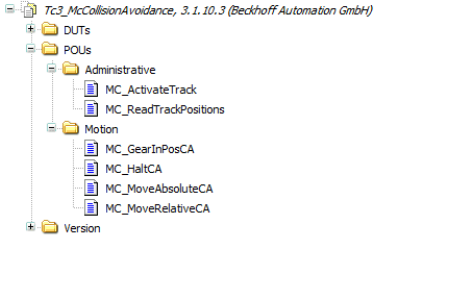 Tc3_McCollisionAvoidance, 3.1.10.3 (Beckhoff Automation GmbH)
DUTs
POUs
Administrative
MC_ActivateTrack
MC_ReadTrackPositions
Motion
MC_GearInPosCA
MC_HaltCA
MC_MoveAbsoluteCA
MC_MoveRelativeCA
Version